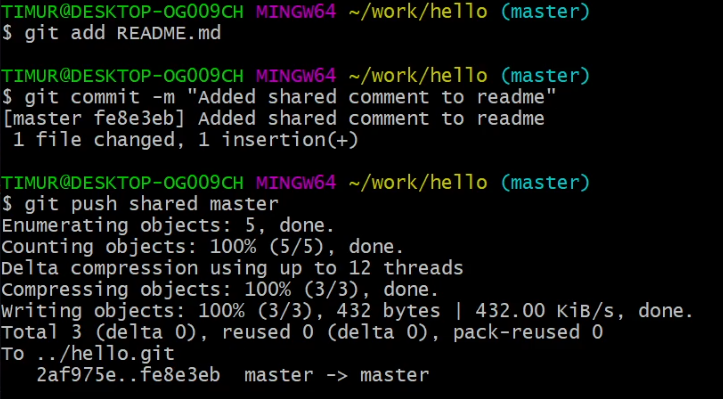 TIMUR@DESKTOP-OG009CH MINGW64 ~/work/hello (master)
$ git add README.md
TIMUR@DESKTOP-OG009CH MINGW64 ~/work/hello (master)
$ git commit -m "Added shared comment to readme"
[master fe8e3eb] Added shared comment to readme
 1 file changed, 1 insertion(+)
TIMUR@DESKTOP-OG009CH MINGW64 ~/work/hello (master)
$ git push shared master
Enumerating objects: 5, done.
Counting objects: 100% (5/5), done.
Delta compression using up to 12 threads
Compressing objects: 100% (3/3), done.
Writing objects: 100% (3/3), 432 bytes | 432.00 KiB/s, done.
Total 3 (delta 0), reused 0 (delta 0), pack-reused 0
To ../hello.git
   2af975e..fe8e3eb  master -> master